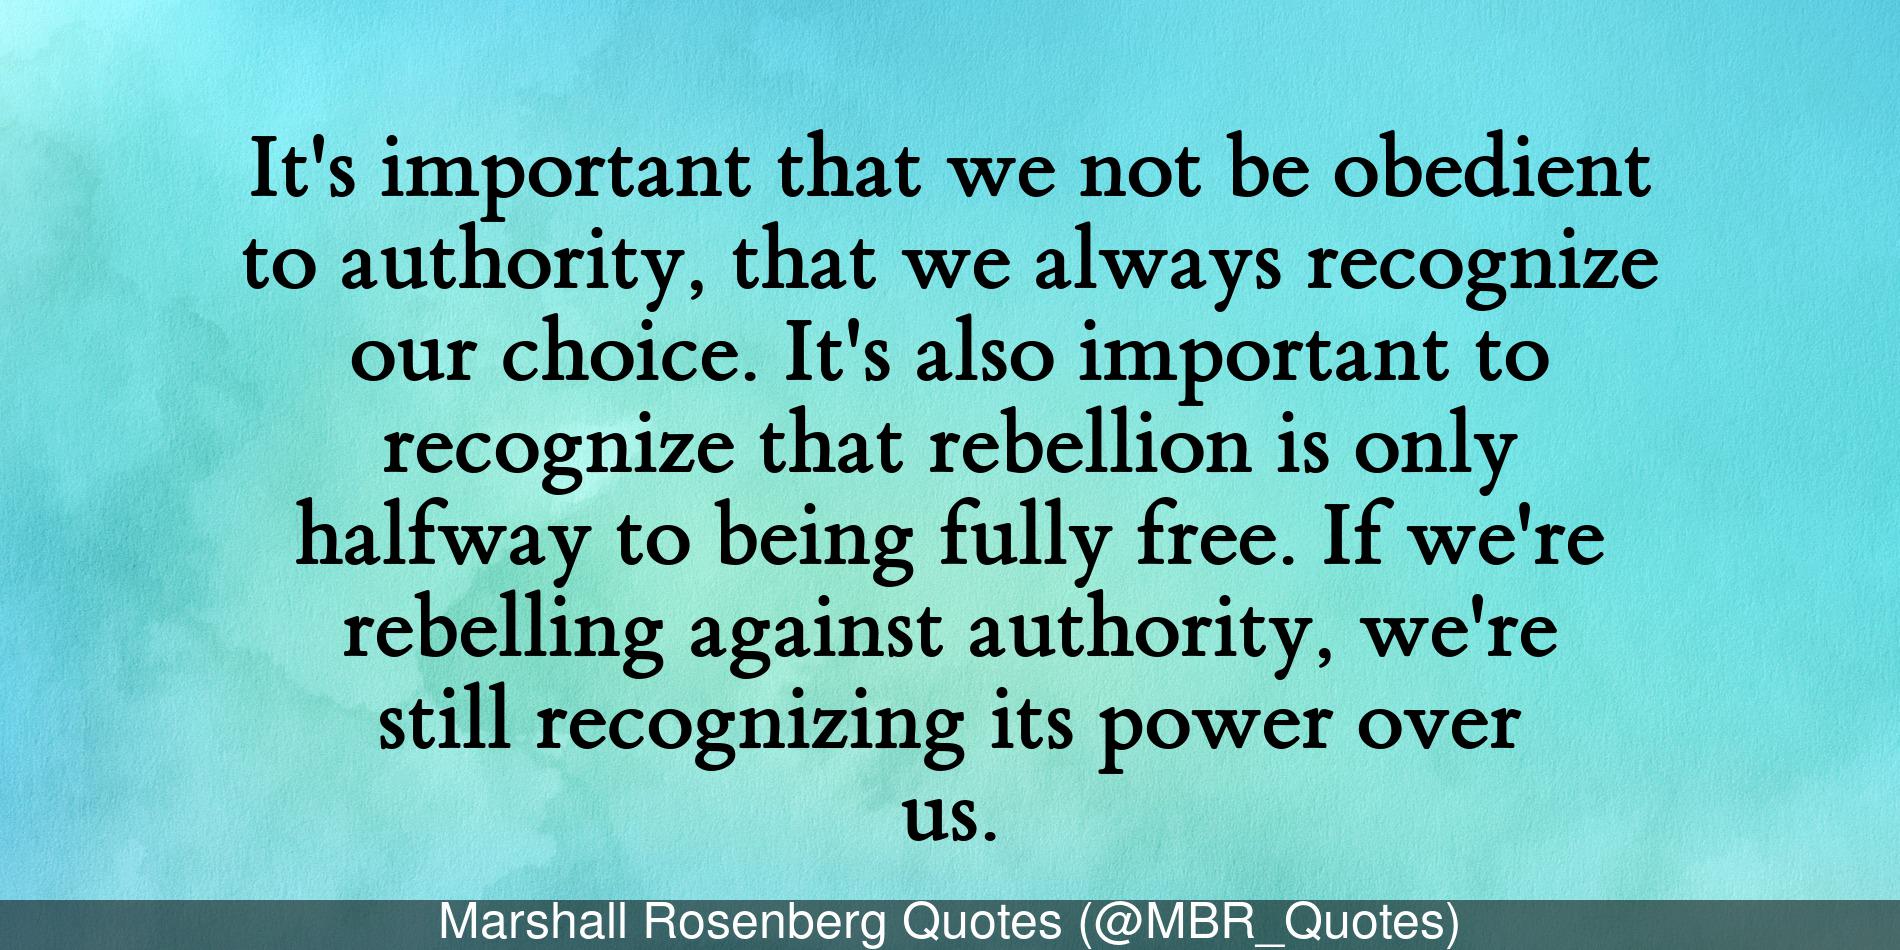 It's important that we not be obedient
to authority, that we always recognize
our choice. It's also important to
recognize that rebellion is only
halfway to being fully free. If we're
rebelling against authority, we're
still recognizing its power over
us.
Marshall Rosenberg Quotes (@MBR_Quotes)